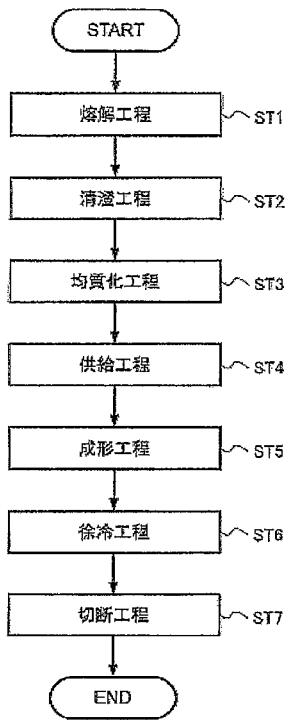 START
熔解工程 ST1
清澄工程 ST2
均質化工程 ST3
供給工程 ST4
成形工程 ST5
徐冷工程 ST6
切断工程 ST7
END